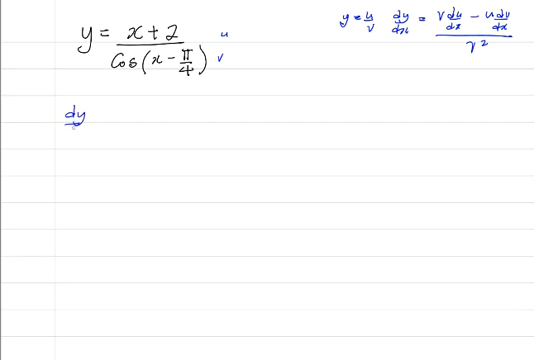 y = u/v dy/dx = (v du/dx − u dv/dx)/v²
y = (x + 2)/(Cos(x − π/4)) u v
dy